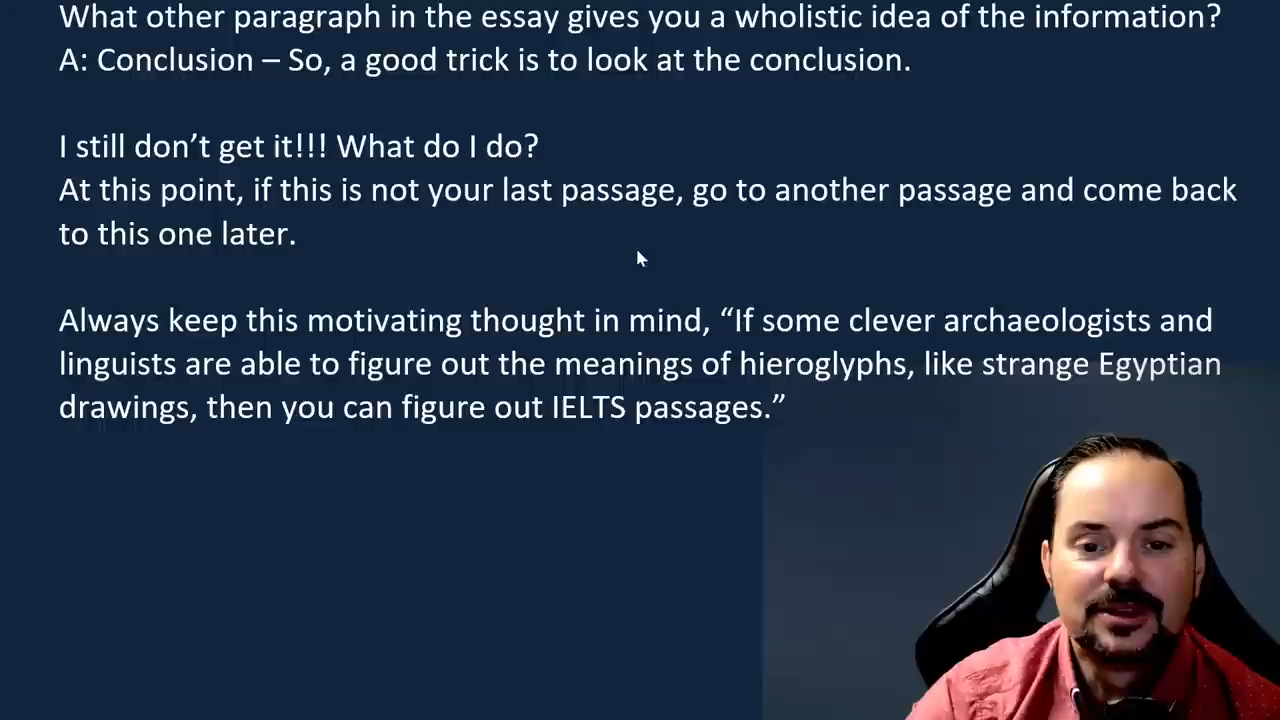 What other paragraph in the essay gives you a wholistic idea of the information?
A: Conclusion – So, a good trick is to look at the conclusion.
I still don’t get it!!! What do I do?
At this point, if this is not your last passage, go to another passage and come back
to this one later.
Always keep this motivating thought in mind, “If some clever archaeologists and
linguists are able to figure out the meanings of hieroglyphs, like strange Egyptian
drawings, then you can figure out IELTS passages.”